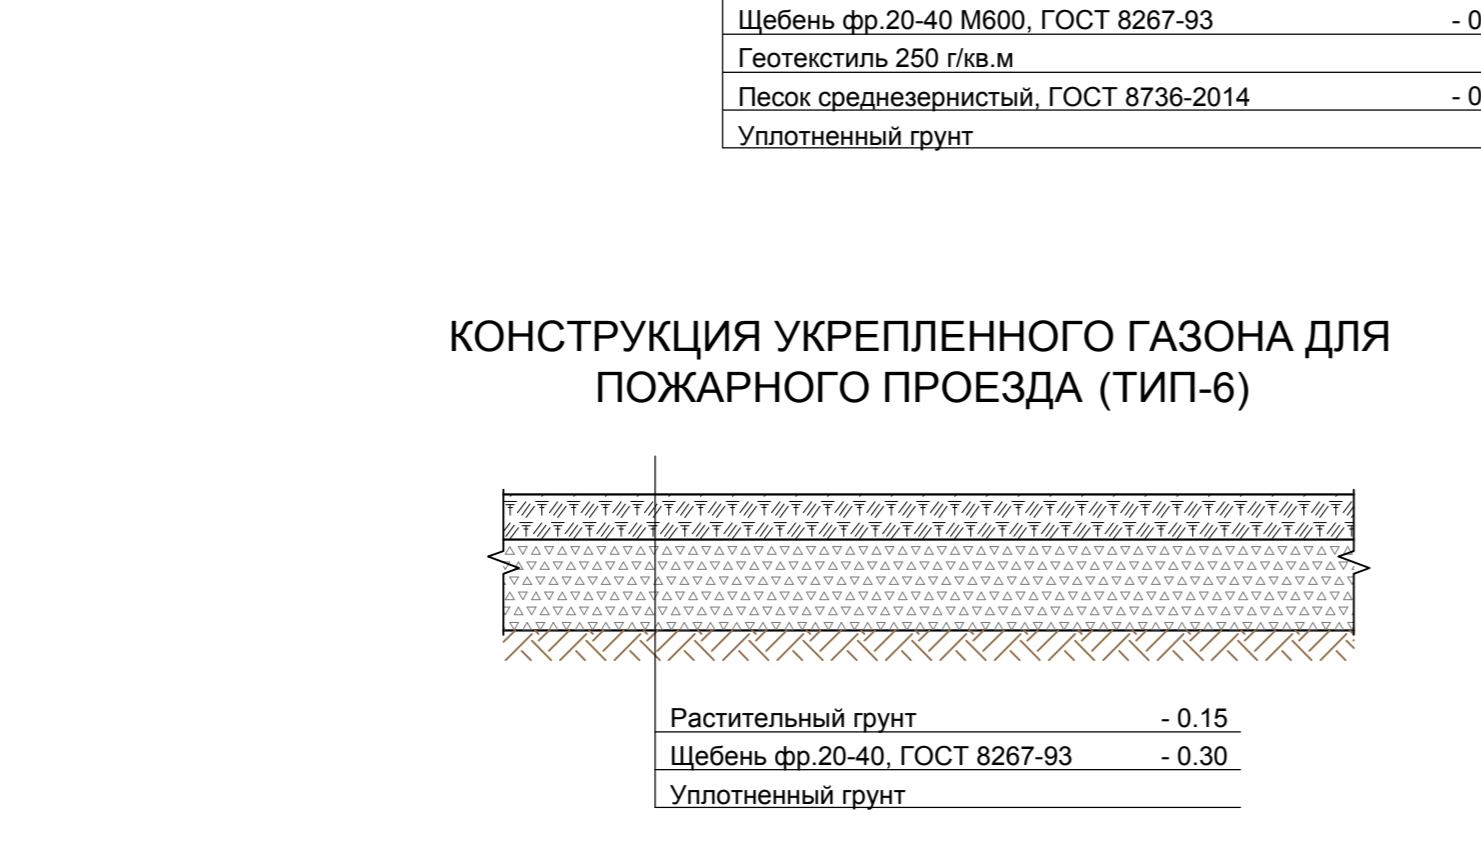 Щебень фр.20-40 М600, ГОСТ 8267-93 - 0
Геотекстиль 250 г/кв.м
Песок среднезернистый, ГОСТ 8736-2014 - 0
Уплотненный грунт
КОНСТРУКЦИЯ УКРЕПЛЕННОГО ГАЗОНА ДЛЯ
ПОЖАРНОГО ПРОЕЗДА (ТИП-6)
Растительный грунт - 0.15
Щебень фр.20-40, ГОСТ 8267-93 - 0.30
Уплотненный грунт